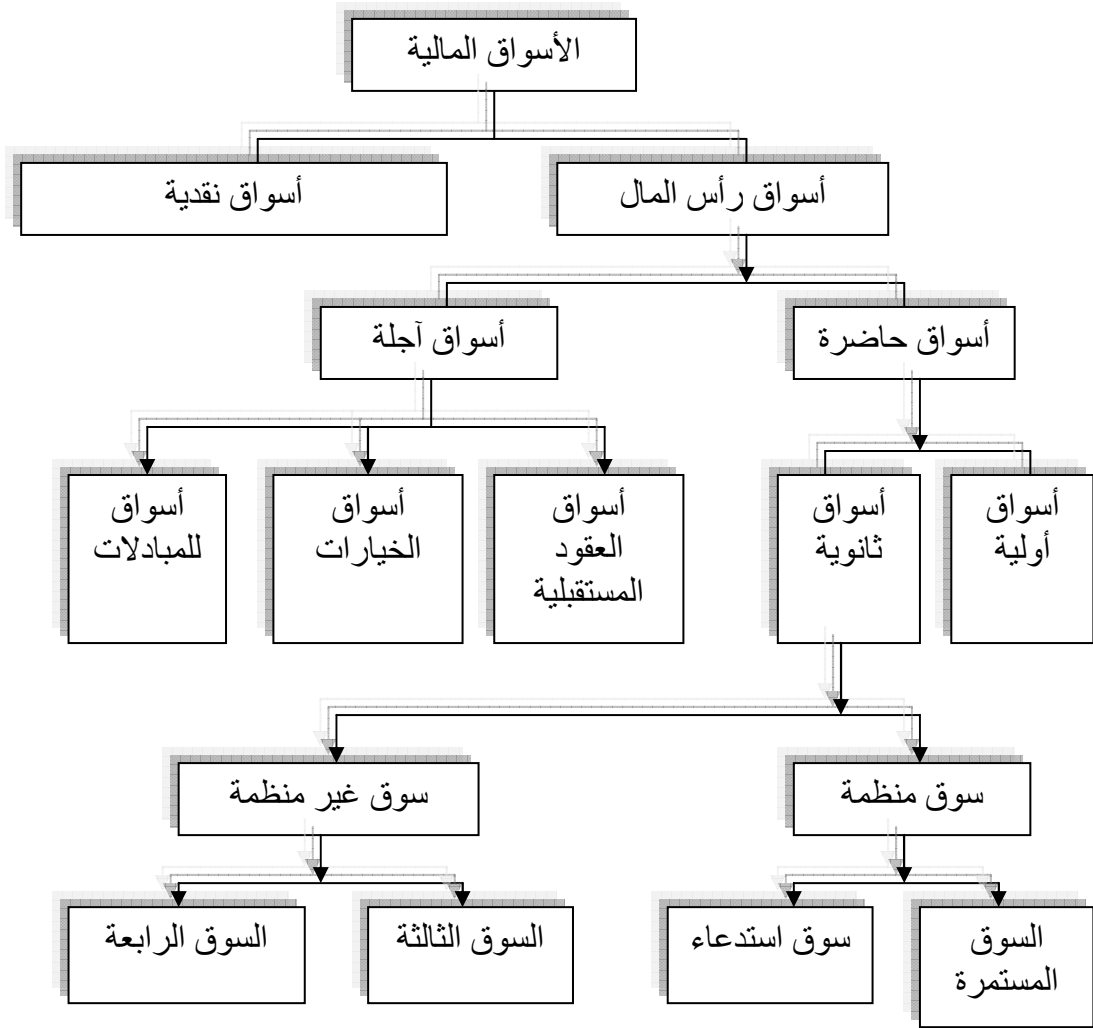 الأسواق المالية
أسواق رأس المال
أسواق نقدية
أسواق حاضرة
أسواق آجلة
أسواق
أولية
أسواق
ثانوية
أسواق
العقود
المستقبلية
أسواق
الخيارات
أسواق
للمبادلات
سوق منظمة
سوق غير منظمة
السوق
المستمرة
سوق استدعاء
السوق الثالثة
السوق الرابعة